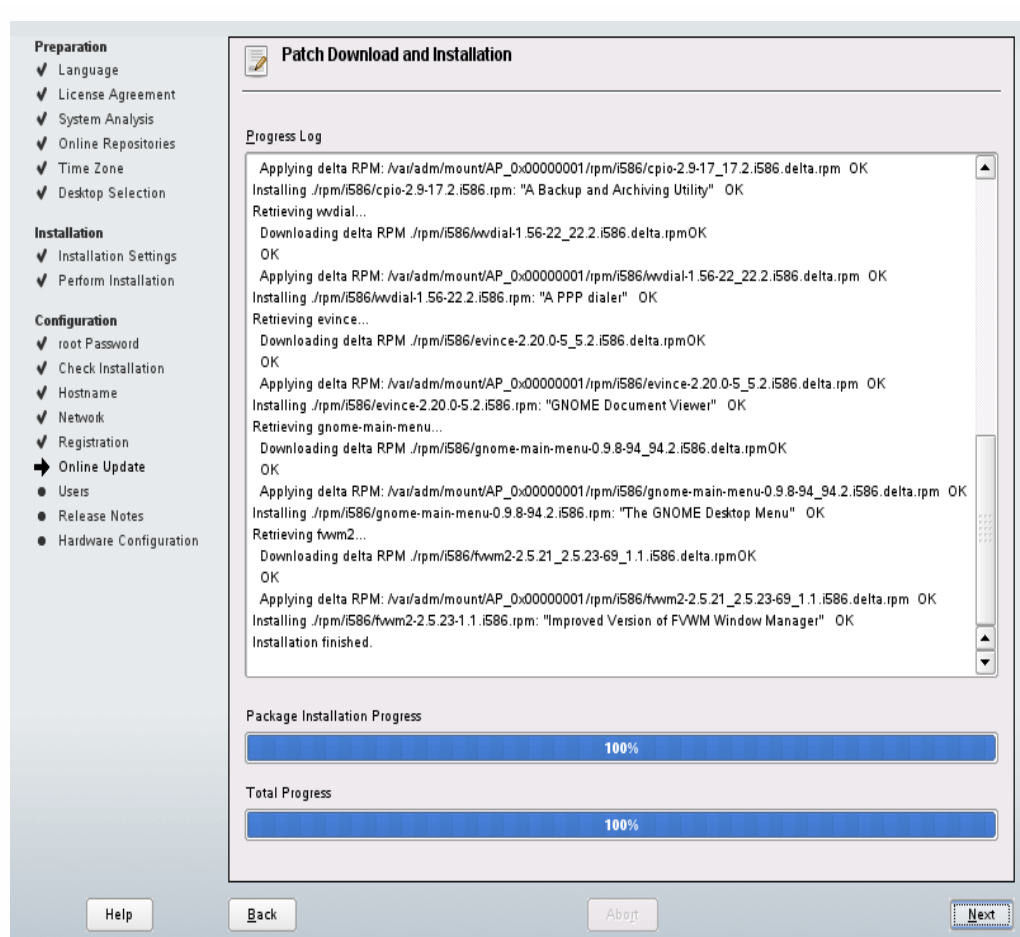 Preparation
Language
License Agreement
System Analysis
Online Repositories
Time Zone
Desktop Selection
Installation
Installation Settings
Perform Installation
Configuration
root Password
Check Installation
Hostname
Network
Registration
Online Update
Users
Release Notes
Hardware Configuration
Patch Download and Installation
Progress Log
Applying delta RPM: /var/adm/mount/AP_0x00000001/rpm/i586/cpio-2.9-17_17.2.i586.delta.rpm OK
Installing ./rpm/i586/cpio-2.9-17.2.i586.rpm: "A Backup and Archiving Utility" OK
Retrieving wvdial...
Downloading delta RPM ./rpm/i586/wvdial-1.56-22_22.2.i586.delta.rpmOK
OK
Applying delta RPM: /var/adm/mount/AP_0x00000001/rpm/i586/wvdial-1.56-22_22.2.i586.delta.rpm OK
Installing ./rpm/i586/wvdial-1.56-22.2.i586.rpm: "A PPP dialer" OK
Retrieving evince...
Downloading delta RPM ./rpm/i586/evince-2.20.0-5_5.2.i586.delta.rpmOK
OK
Applying delta RPM: /var/adm/mount/AP_0x00000001/rpm/i586/evince-2.20.0-5_5.2.i586.delta.rpm OK
Installing ./rpm/i586/evince-2.20.0-5.2.i586.rpm: "GNOME Document Viewer" OK
Retrieving gnome-main-menu...
Downloading delta RPM ./rpm/i586/gnome-main-menu-0.9.8-94_94.2.i586.delta.rpmOK
OK
Applying delta RPM: /var/adm/mount/AP_0x00000001/rpm/i586/gnome-main-menu-0.9.8-94_94.2.i586.delta.rpm OK
Installing ./rpm/i586/gnome-main-menu-0.9.8-94.2.i586.rpm: "The GNOME Desktop Menu" OK
Retrieving fvwm2...
Downloading delta RPM ./rpm/i586/fvwm2-2.5.21_2.5.23-69_1.1.i586.delta.rpmOK
OK
Applying delta RPM: /var/adm/mount/AP_0x00000001/rpm/i586/fvwm2-2.5.21_2.5.23-69_1.1.i586.delta.rpm OK
Installing ./rpm/i586/fvwm2-2.5.23-1.1.i586.rpm: "Improved Version of FVWM Window Manager" OK
Installation finished.
Package Installation Progress
100%
Total Progress
100%
Help
Back
Abort
Next